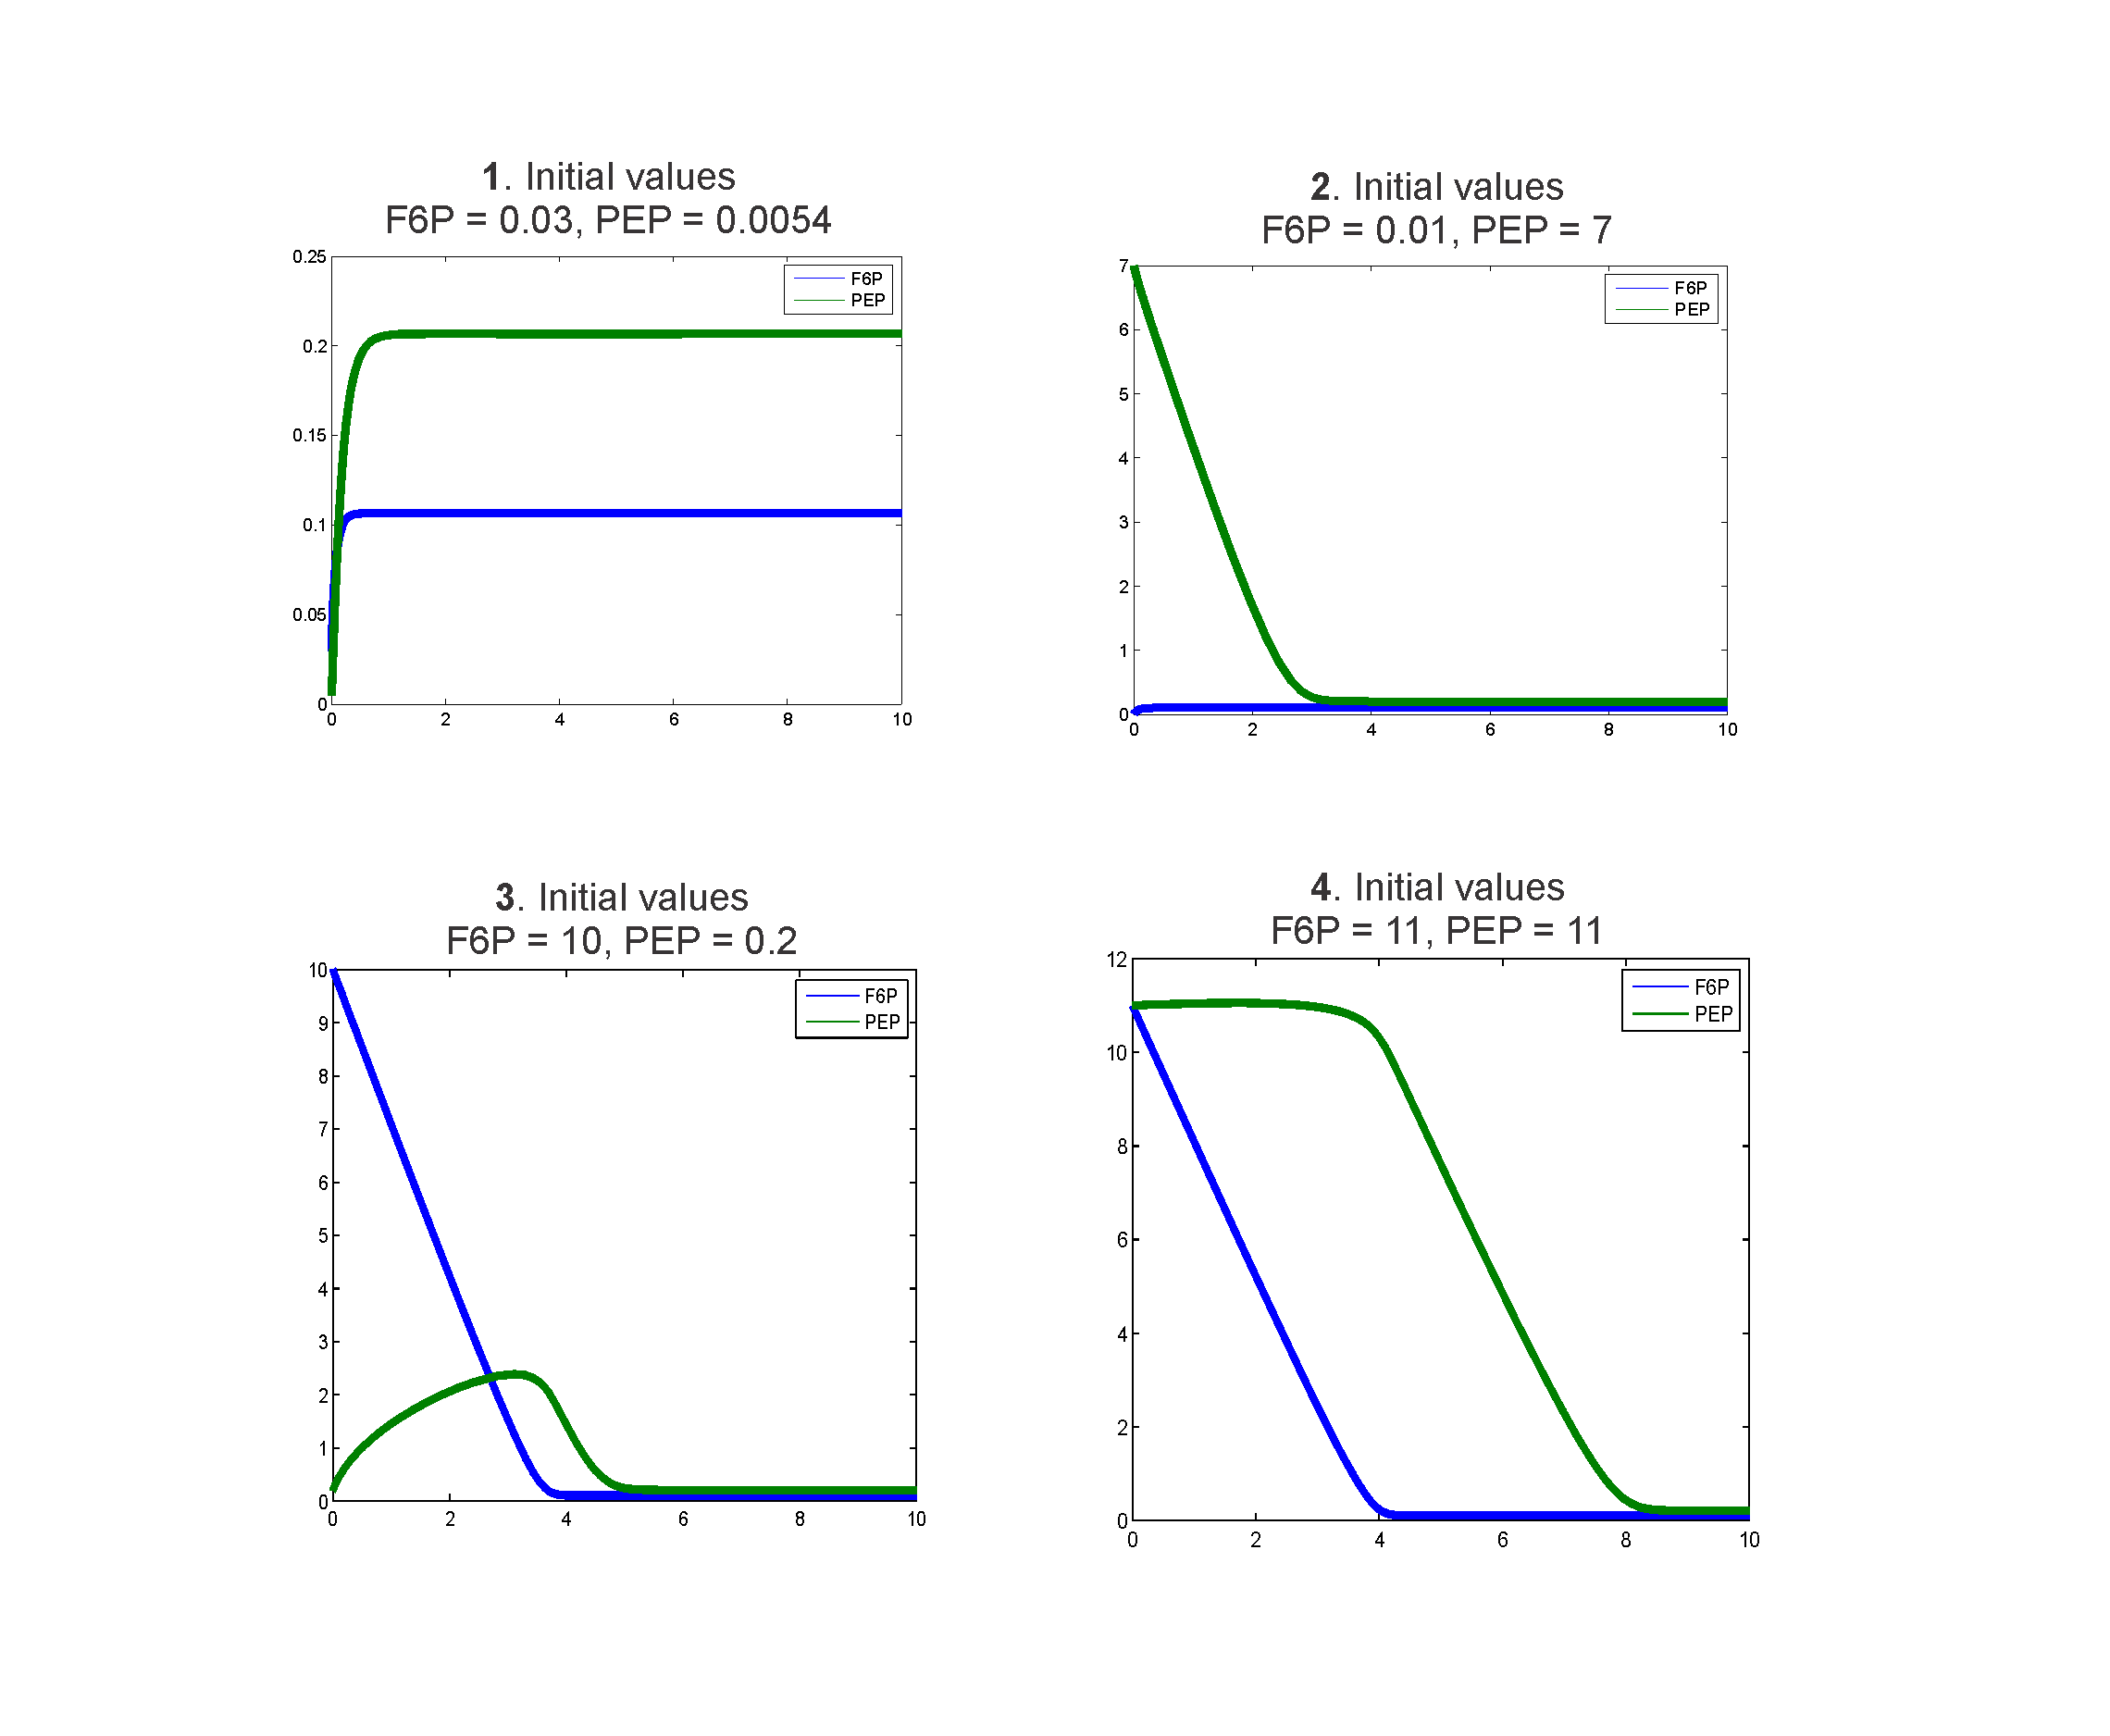 1. Initial values
F6P = 0.03, PEP = 0.0054
0.25
0.2
0.15
0.1
0.05
0
0 2 4 6 8 10
F6P
PEP
2. Initial values
F6P = 0.01, PEP = 7
7
6
5
4
3
2
1
0
0 2 4 6 8 10
F6P
PEP
3. Initial values
F6P = 10, PEP = 0.2
10
9
8
7
6
5
4
3
2
1
0
0 2 4 6 8 10
F6P
PEP
4. Initial values
F6P = 11, PEP = 11
12
10
8
6
4
2
0
0 2 4 6 8 10
F6P
PEP